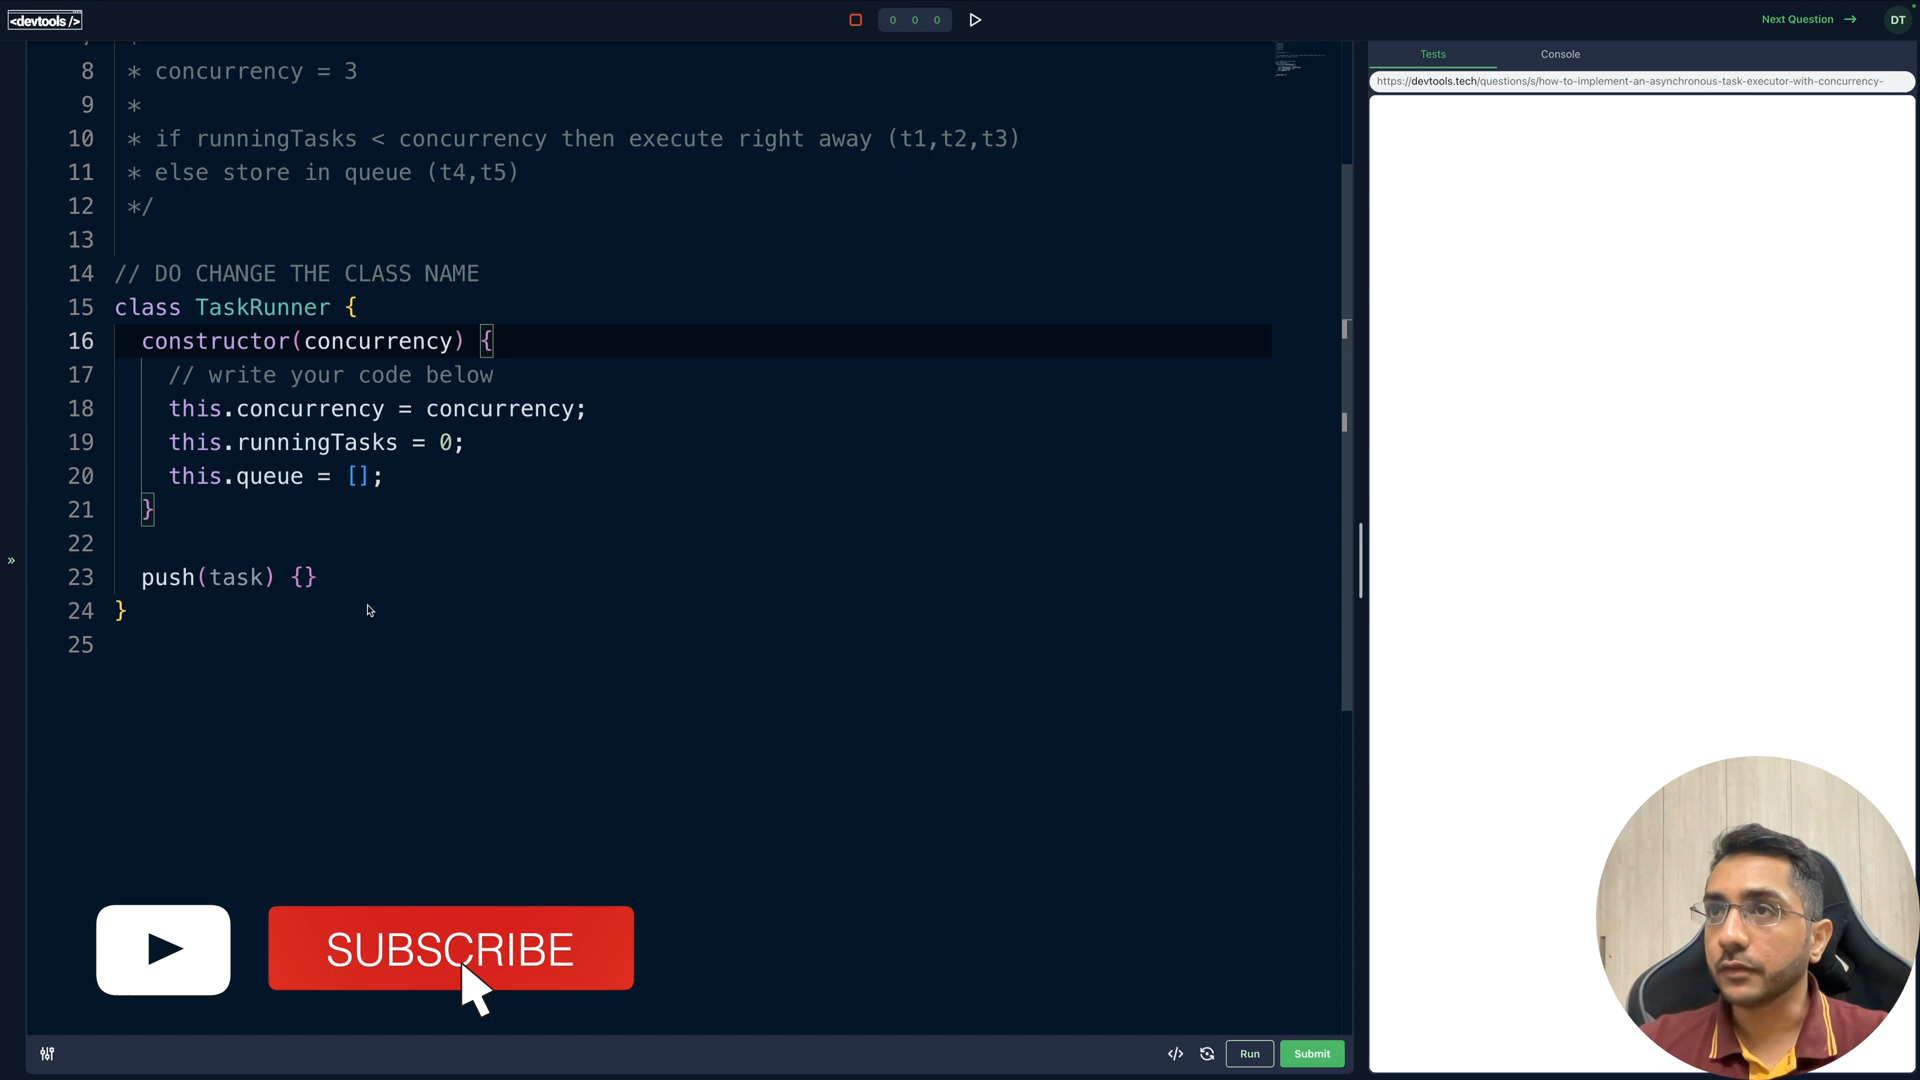 <devtools />
0 0 0
Next Question →
DT
8 * concurrency = 3
9 *
10 * if runningTasks < concurrency then execute right away (t1,t2,t3)
11 * else store in queue (t4,t5)
12 */
13
14 // DO CHANGE THE CLASS NAME
15 class TaskRunner {
16 constructor(concurrency) {
17 // write your code below
18 this.concurrency = concurrency;
19 this.runningTasks = 0;
20 this.queue = [];
21 }
22
23 push(task) {}
24 }
25
»
Tests Console
https://devtools.tech/questions/s/how-to-implement-an-asynchronous-task-executor-with-concurrency-
SUBSCRIBE
</> Run Submit